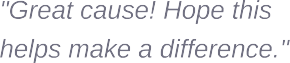 "Great cause! Hope this
helps make a difference."